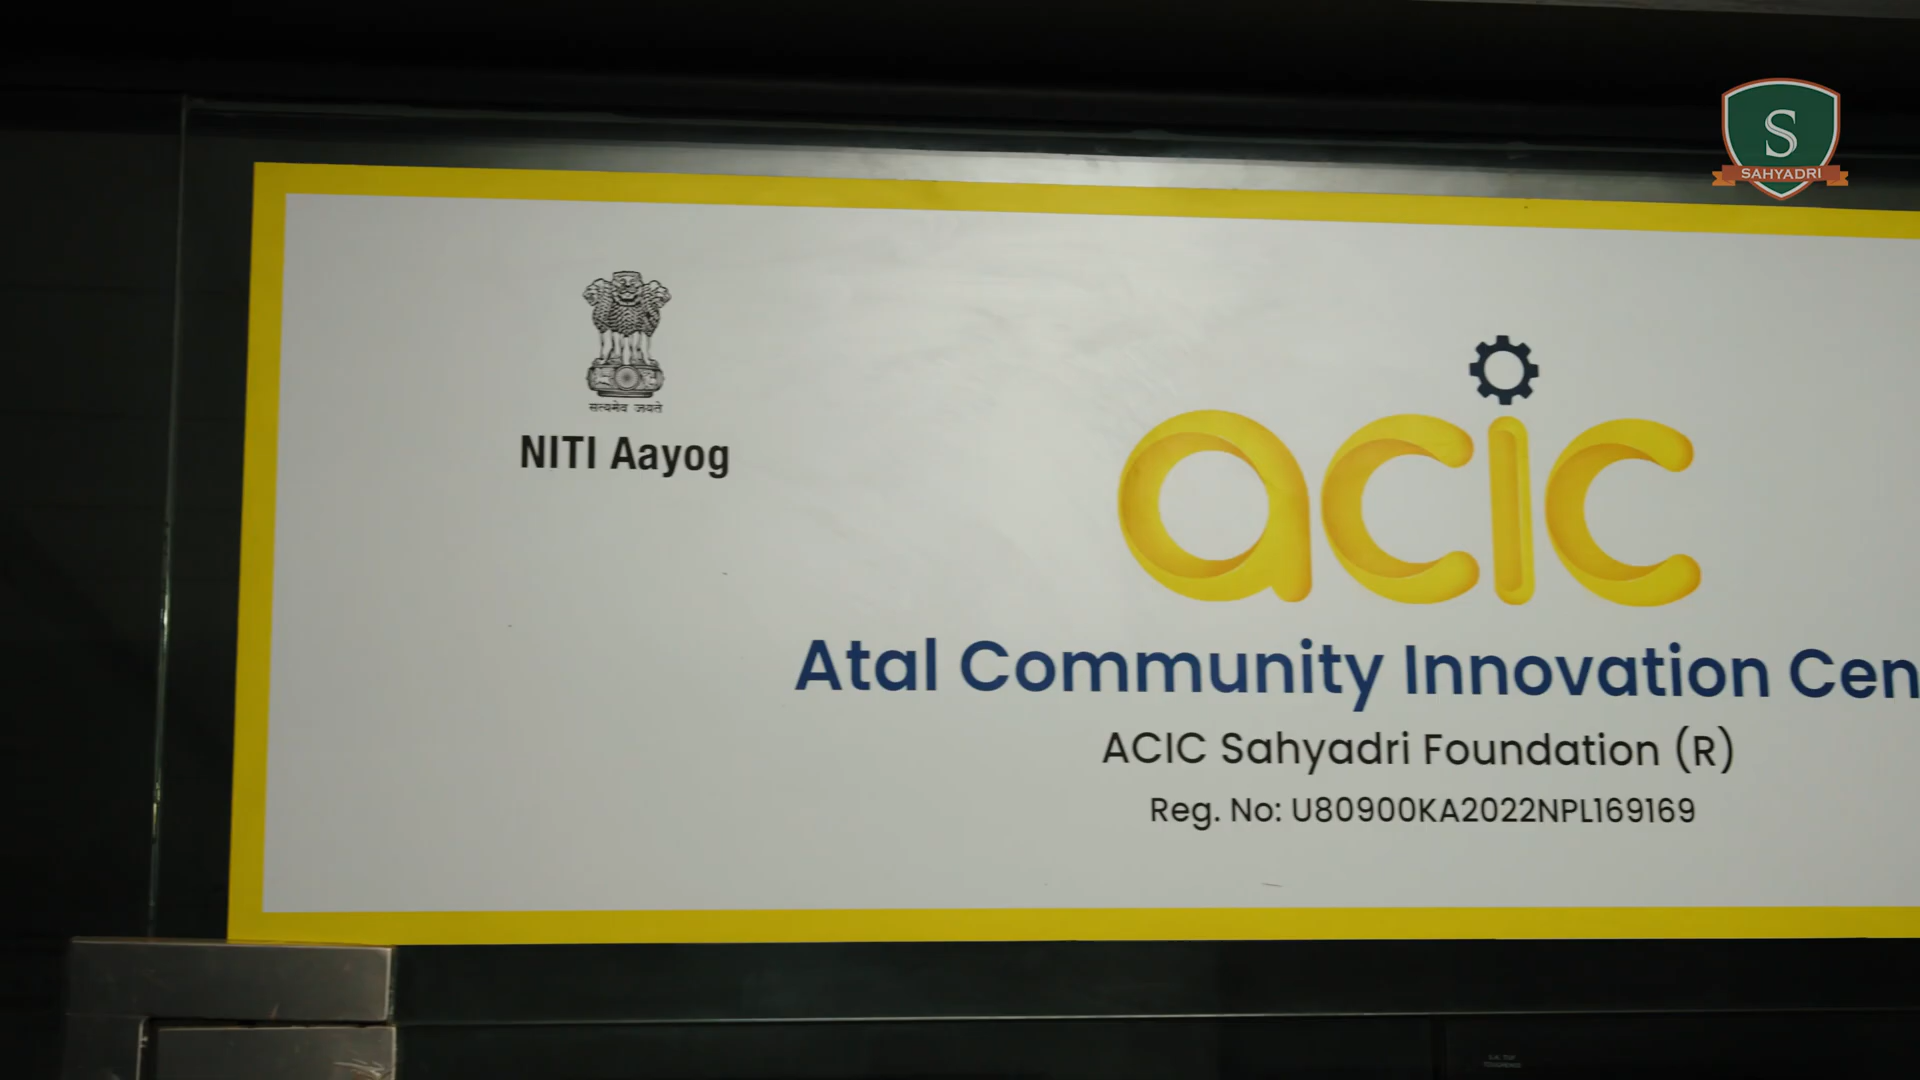 S
SAHYADRI
सत्यमेव जयते
NITI Aayog
acic
Atal Community Innovation Cen
ACIC Sahyadri Foundation (R)
Reg. No: U80900KA2022NPL169169